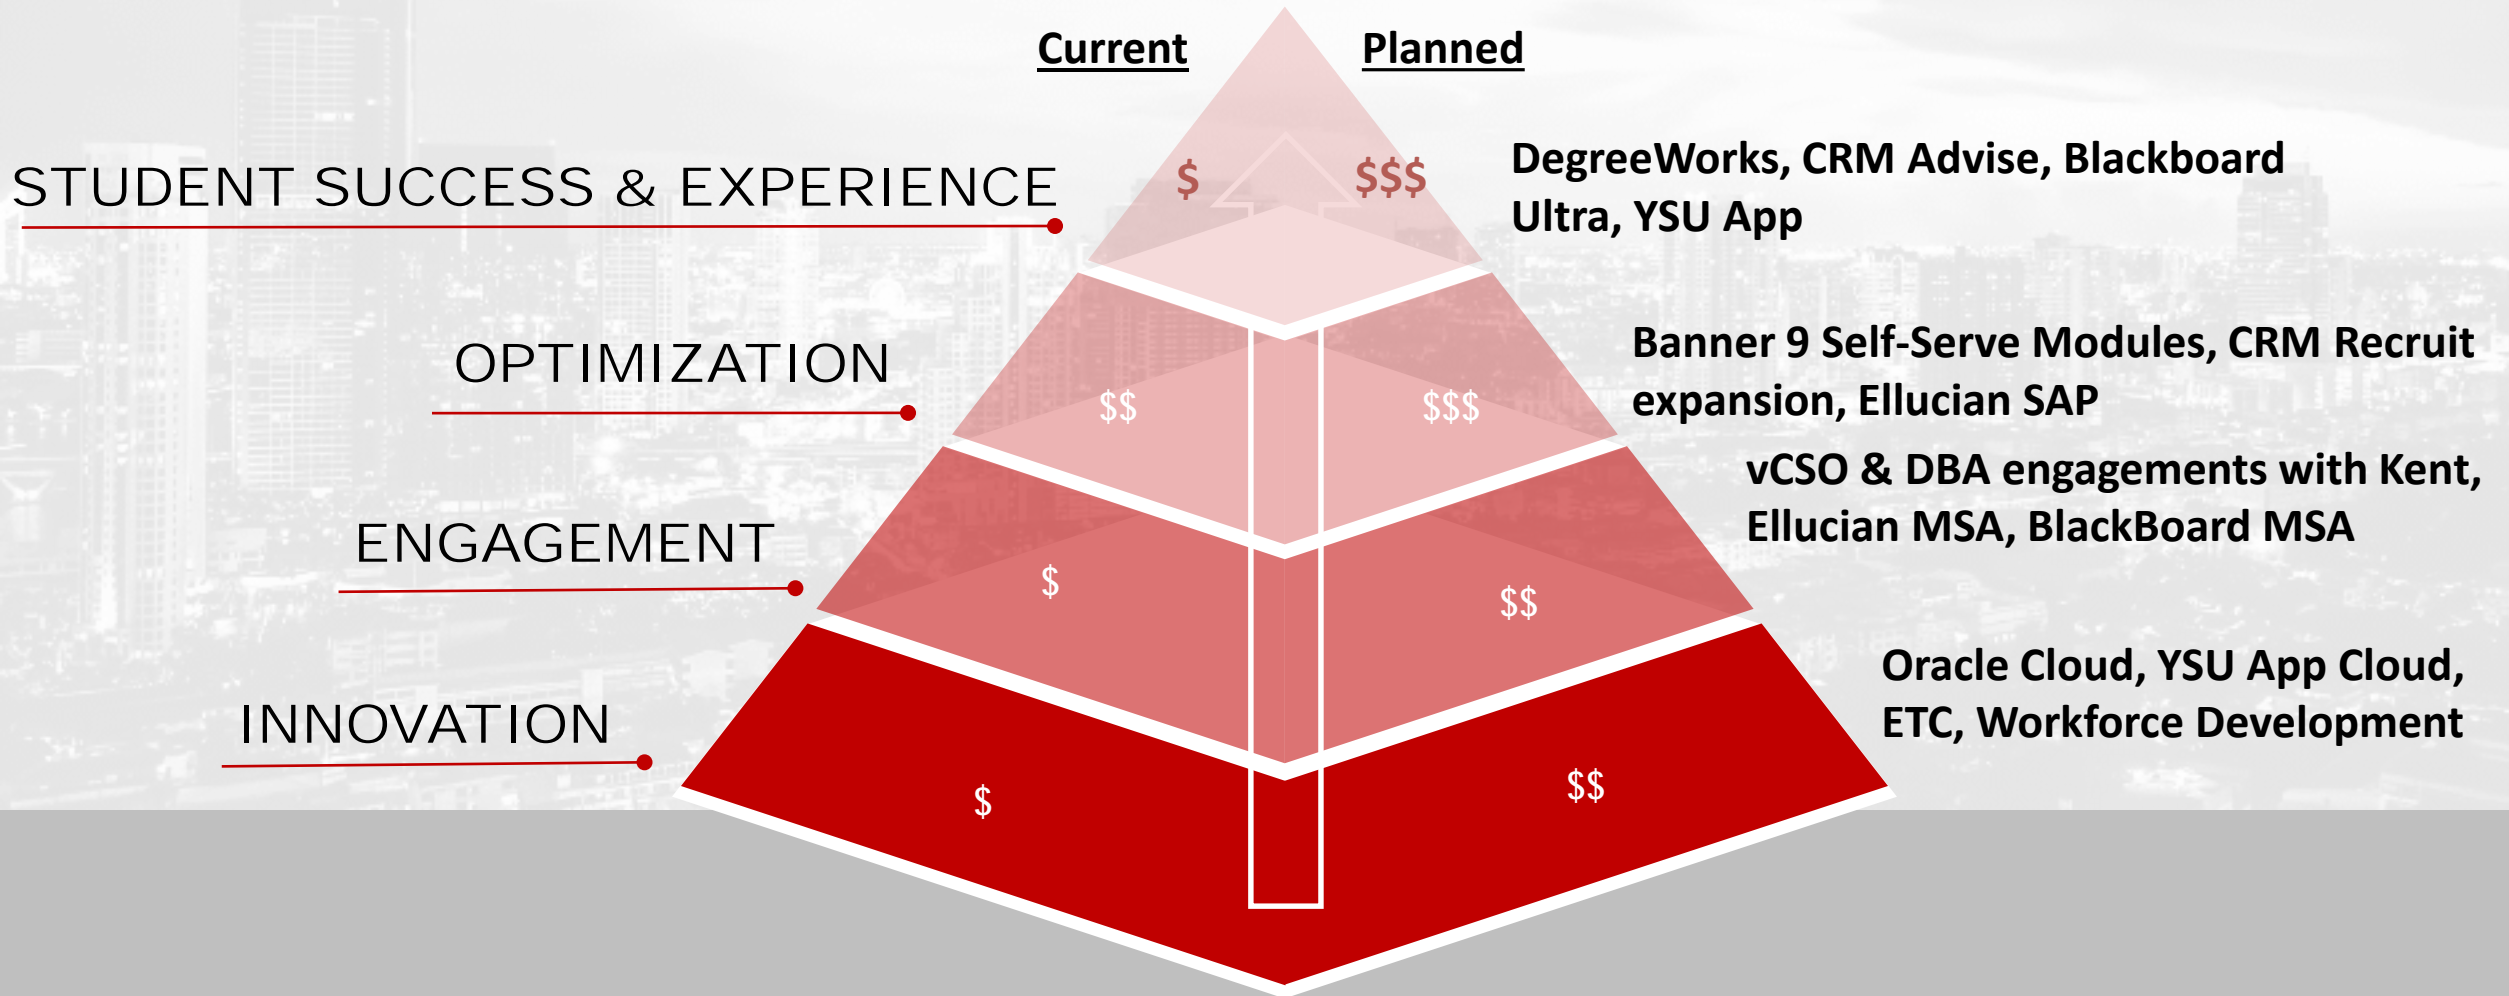 Current
Planned
STUDENT SUCCESS & EXPERIENCE
$
$$$
DegreeWorks, CRM Advise, Blackboard
Ultra, YSU App
OPTIMIZATION
$$
$$$
Banner 9 Self-Serve Modules, CRM Recruit
expansion, Ellucian SAP
ENGAGEMENT
$
$$
vCSO & DBA engagements with Kent,
Ellucian MSA, BlackBoard MSA
INNOVATION
$
$$
Oracle Cloud, YSU App Cloud,
ETC, Workforce Development